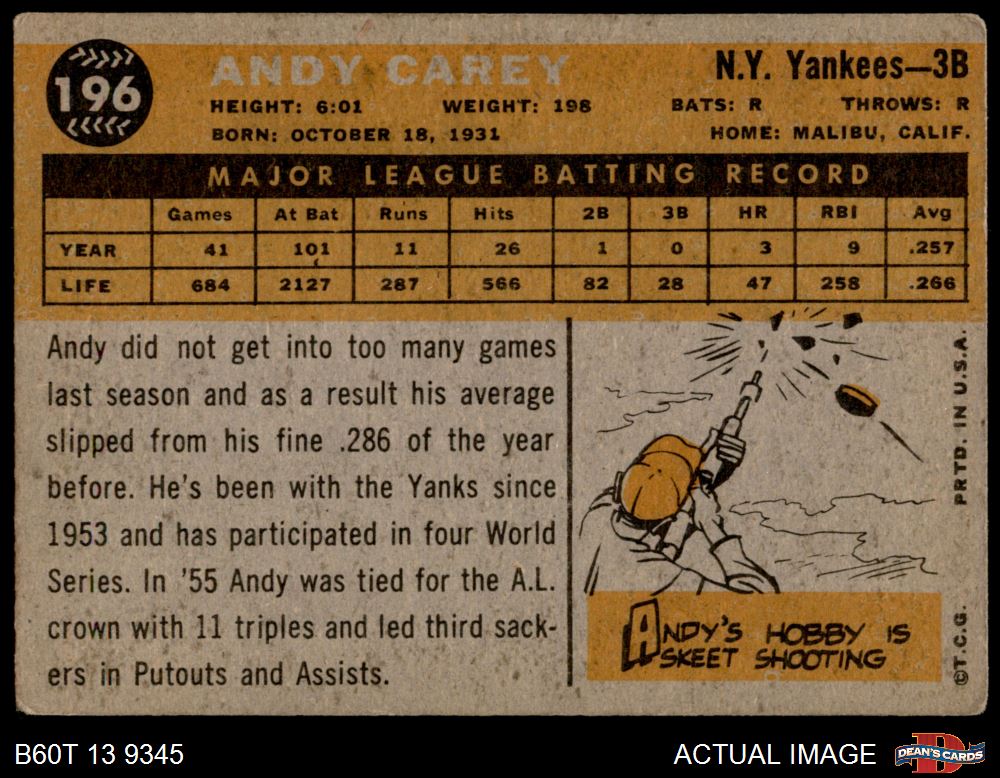 196
ANDY CAREY
N.Y. Yankees—3B
HEIGHT: 6:01 WEIGHT: 198 BATS: R THROWS: R
BORN: OCTOBER 18, 1931 HOME: MALIBU, CALIF.
MAJOR LEAGUE BATTING RECORD
Games At Bat Runs Hits 2B 3B HR RBI Avg
YEAR 41 101 11 26 1 0 3 9 .257
LIFE 684 2127 287 566 82 28 47 258 .266
Andy did not get into too many games
last season and as a result his average
slipped from his fine .286 of the year
before. He's been with the Yanks since
1953 and has participated in four World
Series. In '55 Andy was tied for the A.L.
crown with 11 triples and led third sack-
ers in Putouts and Assists.
ANDY'S HOBBY IS
SKEET SHOOTING
©T.C.G. PRTD. IN U.S.A.
B60T 13 9345
ACTUAL IMAGE
DEAN'S CARDS